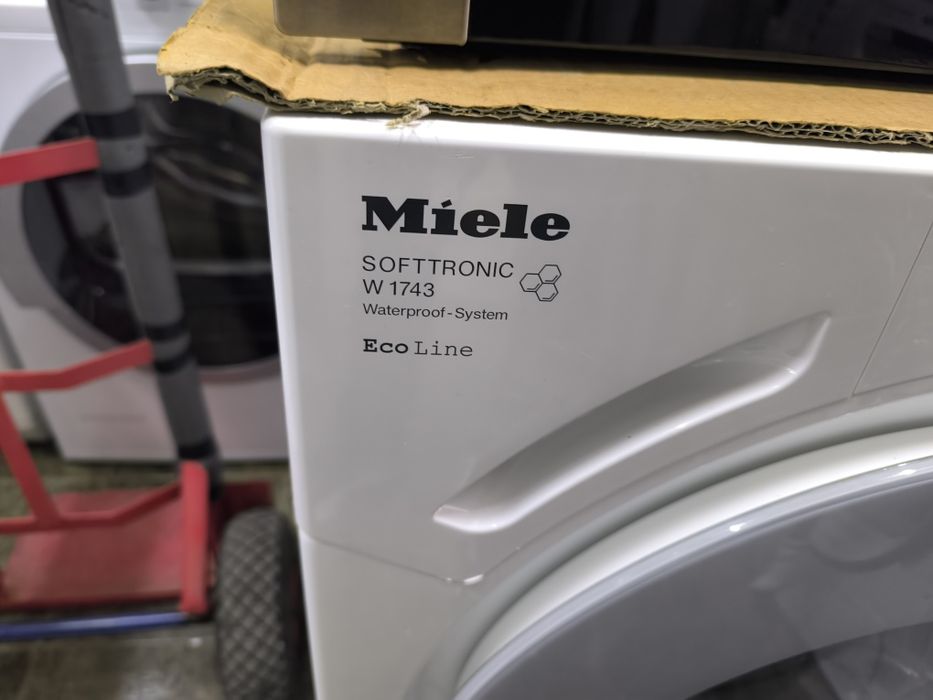 Miele
SOFTTRONIC
W 1743
Waterproof-System
Eco Line